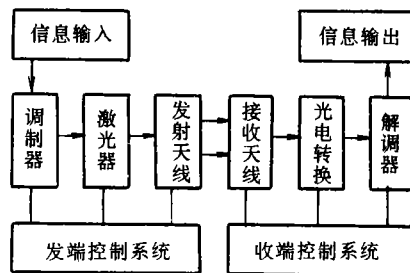 信息输入
信息输出
调制器
激光器
发射天线
接收天线
光电转换
解调器
发端控制系统
收端控制系统